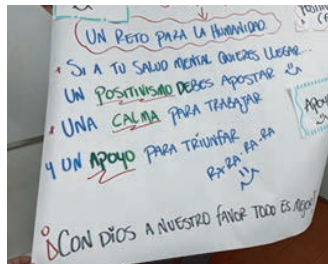 UN RETO PARA LA HUMANIDAD
* SI A TU SALUD MENTAL QUIERES LLEGAR...
UN POSITIVISMO DEBES APOSTAR
* UNA CALMA PARA TRABAJAR
Y UN APOYO PARA TRIUNFAR
RA.RA.RA.RA
¡CON DIOS A NUESTRO FAVOR TODO ES MEJOR!